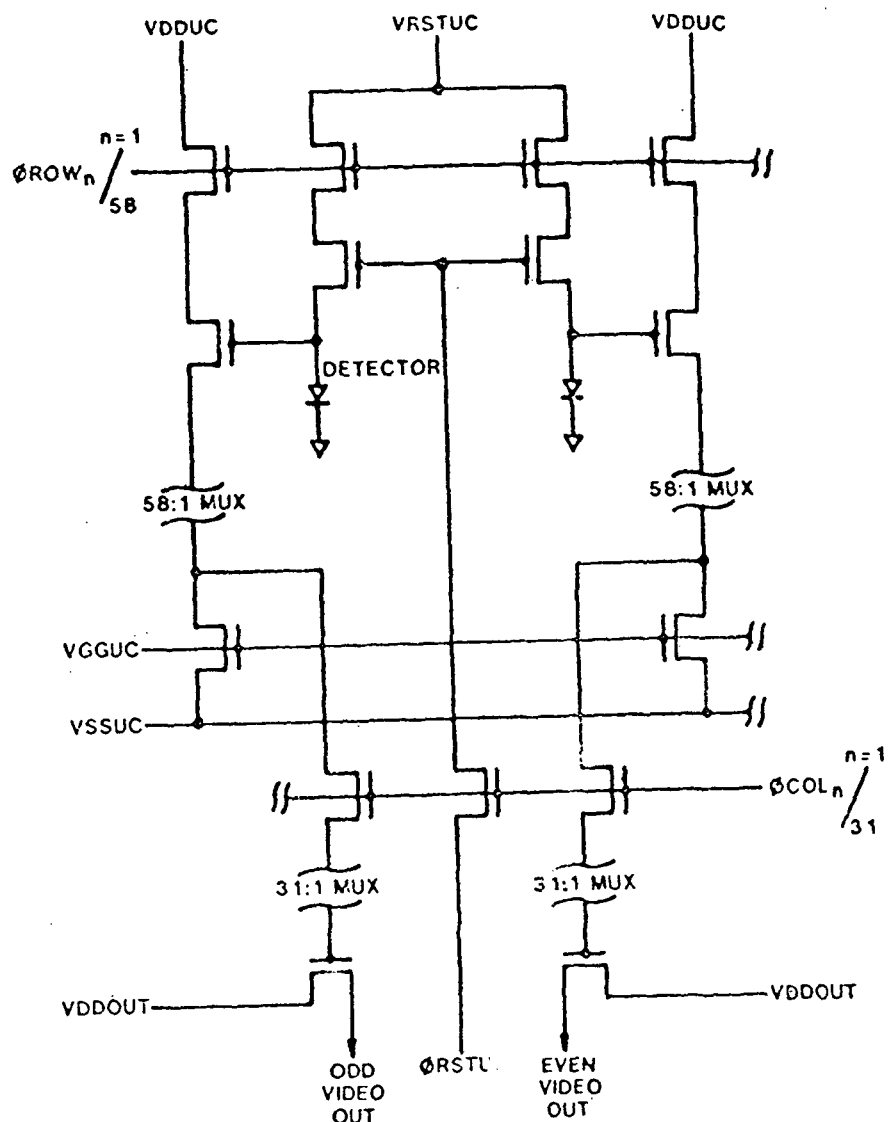 VDDUC
VRSTUC
VDDUC
ØROWn n=1/58
DETECTOR
58:1 MUX
58:1 MUX
VGGUC
VSSUC
ØCOLn n=1/31
31:1 MUX
31:1 MUX
VDDOUT
VDDOUT
ODD
VIDEO
OUT
EVEN
VIDEO
OUT